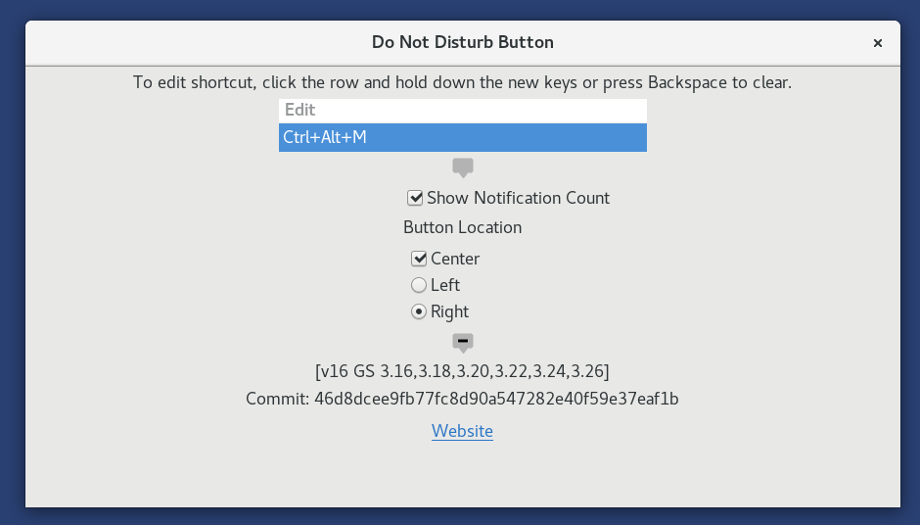 Do Not Disturb Button
To edit shortcut, click the row and hold down the new keys or press Backspace to clear.
Edit
Ctrl+Alt+M
Show Notification Count
Button Location
Center
Left
Right
[v16 GS 3.16,3.18,3.20,3.22,3.24,3.26]
Commit: 46d8dcee9fb77fc8d90a547282e40f59e37eaf1b
Website